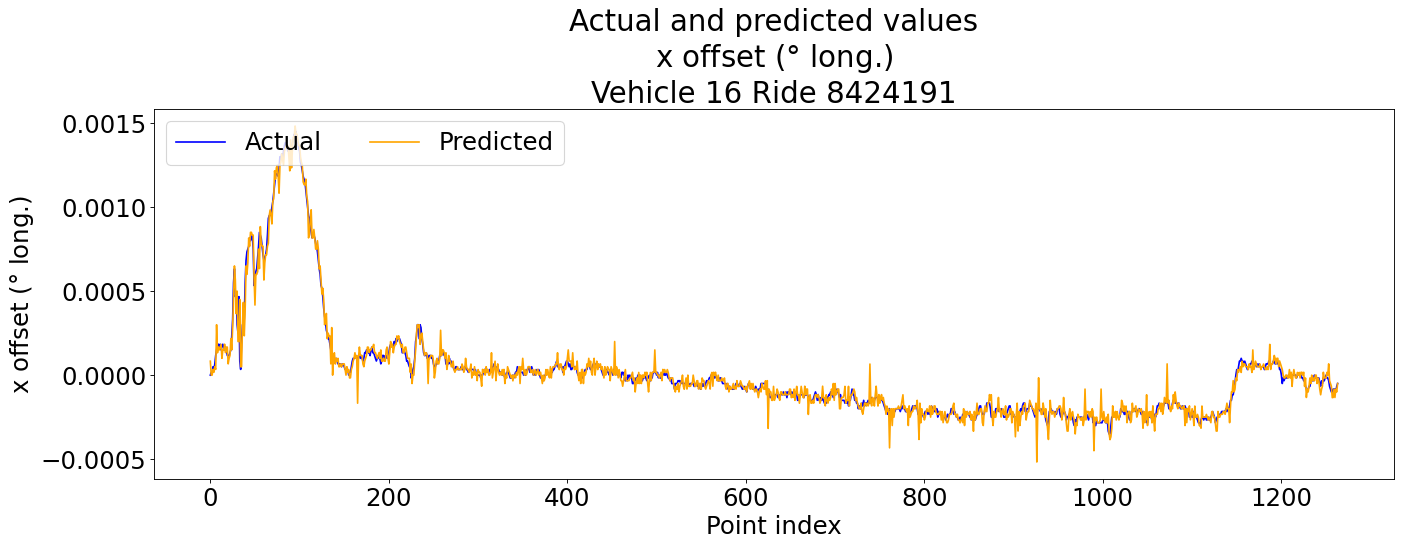 Actual and predicted values
x offset (° long.)
Vehicle 16 Ride 8424191
Actual
Predicted
x offset (° long.)
0.0015
0.0010
0.0005
0.0000
−0.0005
0
200
400
600
800
1000
1200
Point index